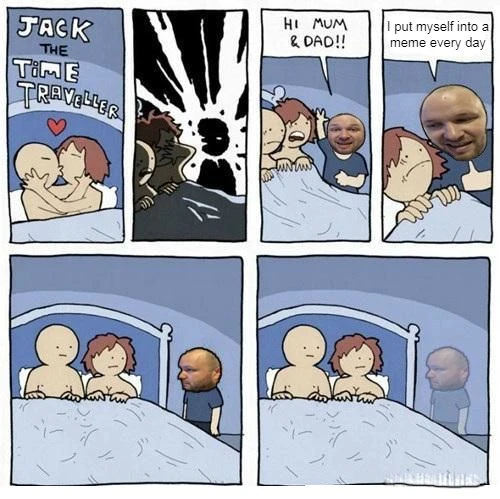 JACK
THE
TIME
TRAVELLER
HI MUM
& DAD!!
I put myself into a
meme every day